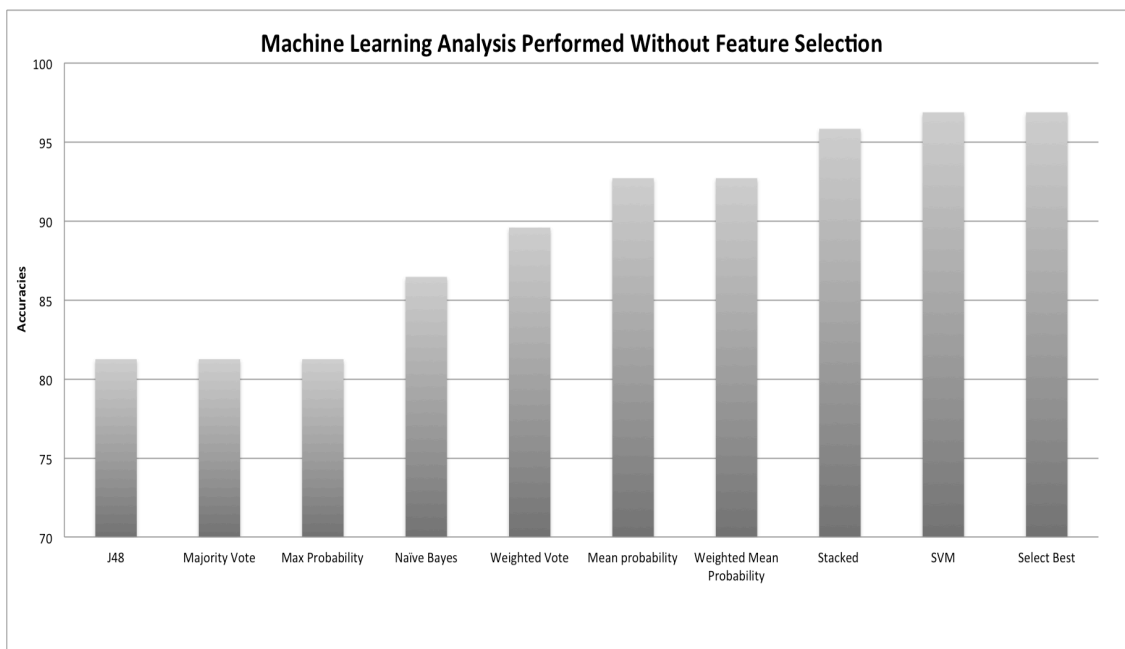 Machine Learning Analysis Performed Without Feature Selection
100
95
90
85
80
75
70
Accuracies
J48
Majority Vote
Max Probability
Naïve Bayes
Weighted Vote
Mean probability
Weighted Mean
Probability
Stacked
SVM
Select Best